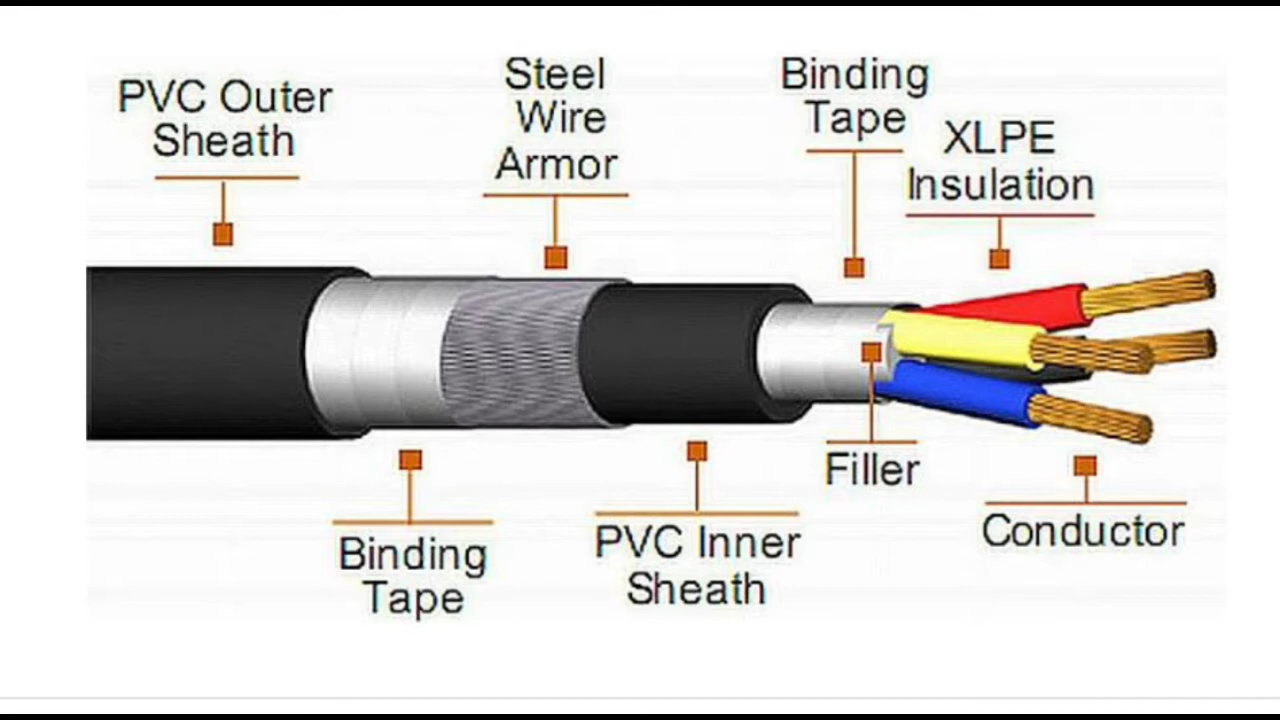 PVC Outer
Sheath
Steel
Wire
Armor
Binding
Tape
XLPE
Insulation
Binding
Tape
PVC Inner
Sheath
Filler
Conductor